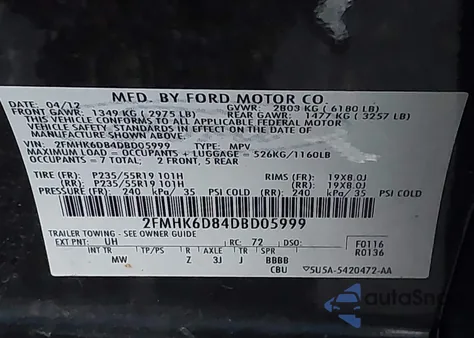 MFD. BY FORD MOTOR CO.
DATE: 04/12 GVWR: 2803 KG ( 6180 LB)
FRONT GAWR: 1349 KG ( 2975 LB) REAR GAWR: 1477 KG ( 3257 LB)
THIS VEHICLE CONFORMS TO ALL APPLICABLE FEDERAL MOTOR
VEHICLE SAFETY STANDARDS IN EFFECT ON THE DATE OF
MANUFACTURE SHOWN ABOVE.
VIN: 2FMHK6D84DBD05999 TYPE: MPV
MAXIMUM LOAD = OCCUPANTS + LUGGAGE = 526KG/1160LB
OCCUPANTS = 7 TOTAL; 2 FRONT, 5 REAR
TIRE (FR): P235/55R19 101H RIMS (FR): 19X8.0J
(RR): P235/55R19 101H (RR): 19X8.0J
PRESSURE (FR): 240 kPa/ 35 PSI COLD (RR): 240 kPa/ 35 PSI COLD
2FMHK6D84DBD05999
TRAILER TOWING - SEE OWNER GUIDE
EXT PNT: UH RC: 72 DSO: F0116
R0136
INT TR TP/PS R AXLE TR SPRINGS
MW Z 3J J BBBB
CBU 5U5A-5420472-AA